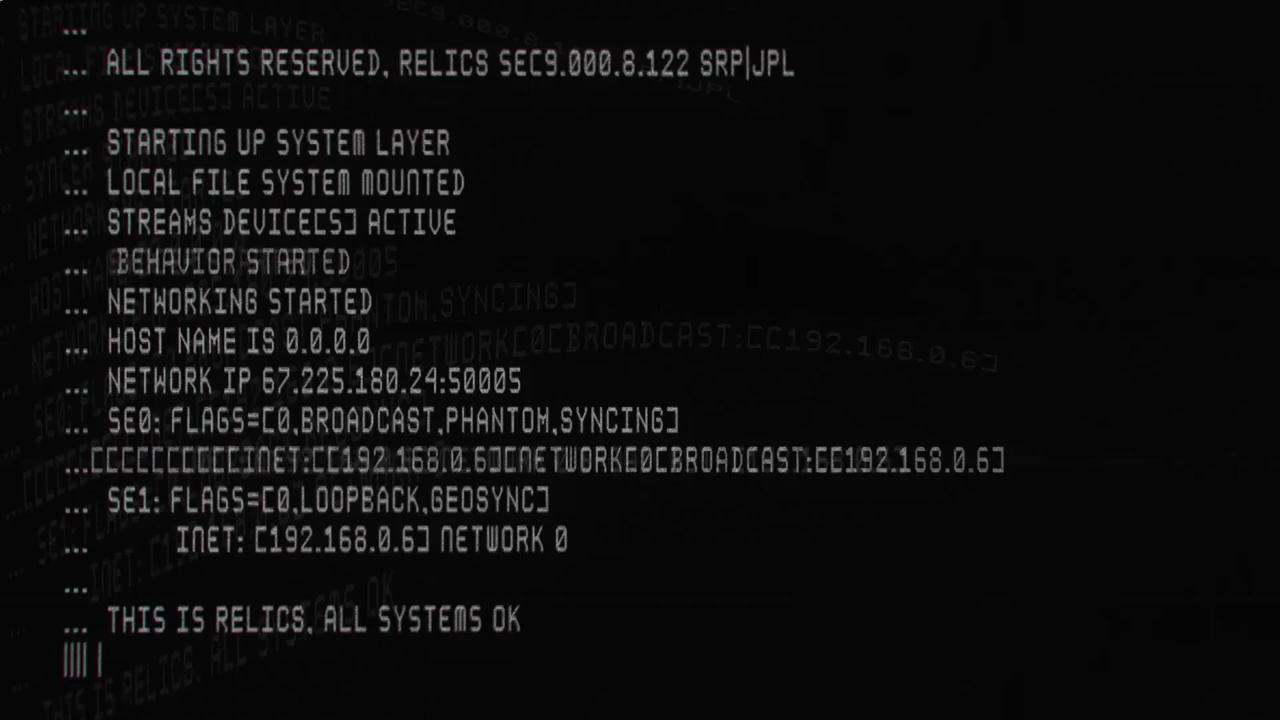 ...
... ALL RIGHTS RESERVED, RELICS SEC9.000.8.122 SRP|JPL
...
... STARTING UP SYSTEM LAYER
... LOCAL FILE SYSTEM MOUNTED
... STREAMS DEVICE[S] ACTIVE
... BEHAVIOR STARTED
... NETWORKING STARTED
... HOST NAME IS 0.0.0.0
... NETWORK IP 67.225.180.24:50005
... SE0: FLAGS=[0,BROADCAST,PHANTOM,SYNCING]
...[[[[[[[[[[INET:[[192.168.0.6][NETWORK[0[BROADCAST:[[192.168.0.6]
... SE1: FLAGS=[0,LOOPBACK,GEOSYNC]
... INET: [192.168.0.6] NETWORK 0
...
... THIS IS RELICS. ALL SYSTEMS OK
|||| |